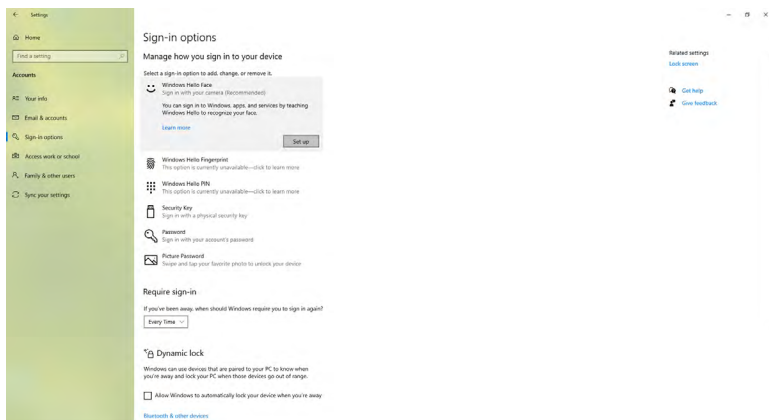 Settings
Home
Find a setting
Accounts
Your info
Email & accounts
Sign-in options
Access work or school
Family & other users
Sync your settings
Sign-in options
Manage how you sign in to your device
Select a sign-in option to add, change, or remove it.
Windows Hello Face
Sign in with your camera (Recommended)
You can sign in to Windows, apps, and services by teaching
Windows Hello to recognize your face.
Learn more
Set up
Windows Hello Fingerprint
This option is currently unavailable—click to learn more
Windows Hello PIN
This option is currently unavailable—click to learn more
Security Key
Sign in with a physical security key
Password
Sign in with your account's password
Picture Password
Swipe and tap your favorite photo to unlock your device
Require sign-in
If you've been away, when should Windows require you to sign in again?
Every Time
Dynamic lock
Windows can use devices that are paired to your PC to know when
you're away and lock your PC when those devices go out of range.
Allow Windows to automatically lock your device when you're away
Bluetooth & other devices
Related settings
Lock screen
Get help
Give feedback